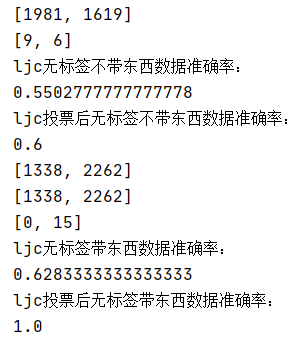 [1981, 1619]
[9, 6]
ljc无标签不带东西数据准确率：
0.5502777777777778
ljc投票后无标签不带东西数据准确率：
0.6
[1338, 2262]
[1338, 2262]
[0, 15]
ljc无标签带东西数据准确率：
0.6283333333333333
ljc投票后无标签带东西数据准确率：
1.0